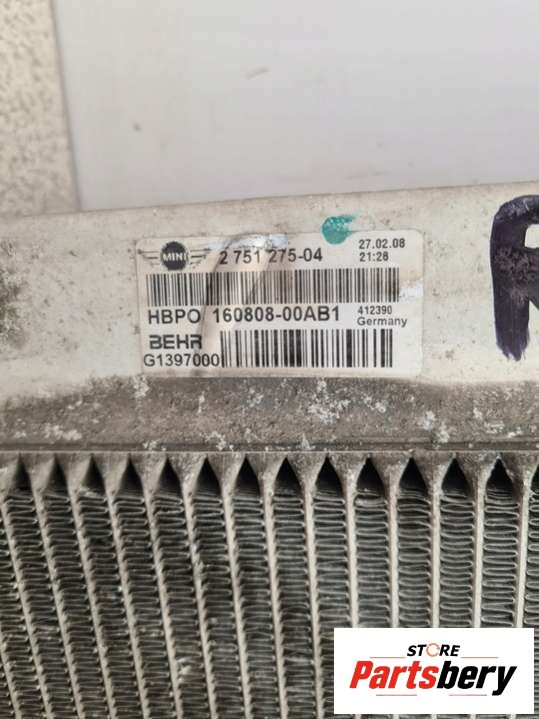 MINI 2 751 275-04 27.02.08
21:28
HBPO 160808-00AB1 412390
Germany
BEHR
G1397000
STORE
Partsbery